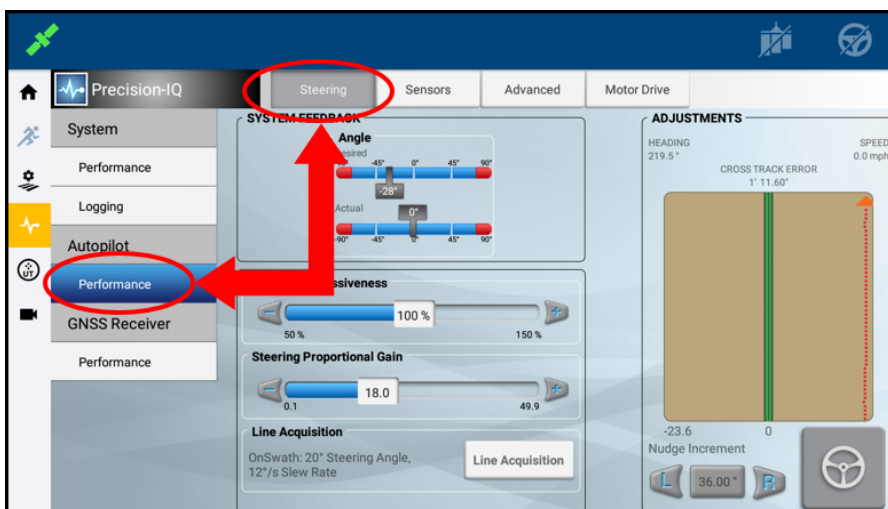 Precision-IQ
Steering
Sensors
Advanced
Motor Drive
System
Performance
Logging
Autopilot
Performance
GNSS Receiver
Performance
SYSTEM FEEDBACK
Angle
-45°
0°
45°
90°
-28°
Actual
0°
-90°
-45°
0°
45°
90°
100 %
50 %
150 %
Steering Proportional Gain
18.0
0.1
49.9
Line Acquisition
OnSwath: 20° Steering Angle,
12°/s Slew Rate
Line Acquisition
ADJUSTMENTS
HEADING
219.5 °
SPEED
0.0 mph
CROSS TRACK ERROR
1' 11.60"
-23.6
0
Nudge Increment
L
36.00 "
R
UT